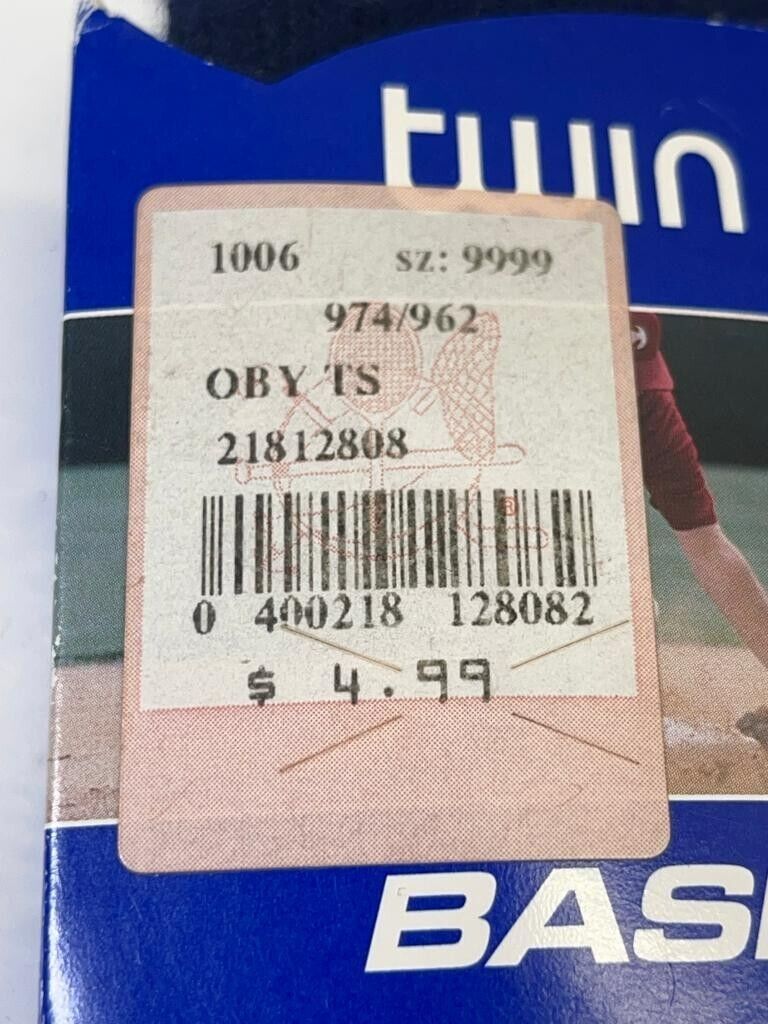 twin
1006 sz: 9999
974/962
OBY TS
21812808
®
0 400218 128082
$ 4.99
BAS